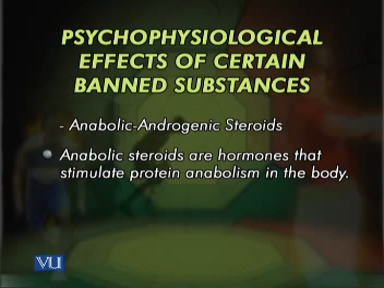 PSYCHOPHYSIOLOGICAL
EFFECTS OF CERTAIN
BANNED SUBSTANCES
- Anabolic-Androgenic Steroids
Anabolic steroids are hormones that
stimulate protein anabolism in the body.
VU